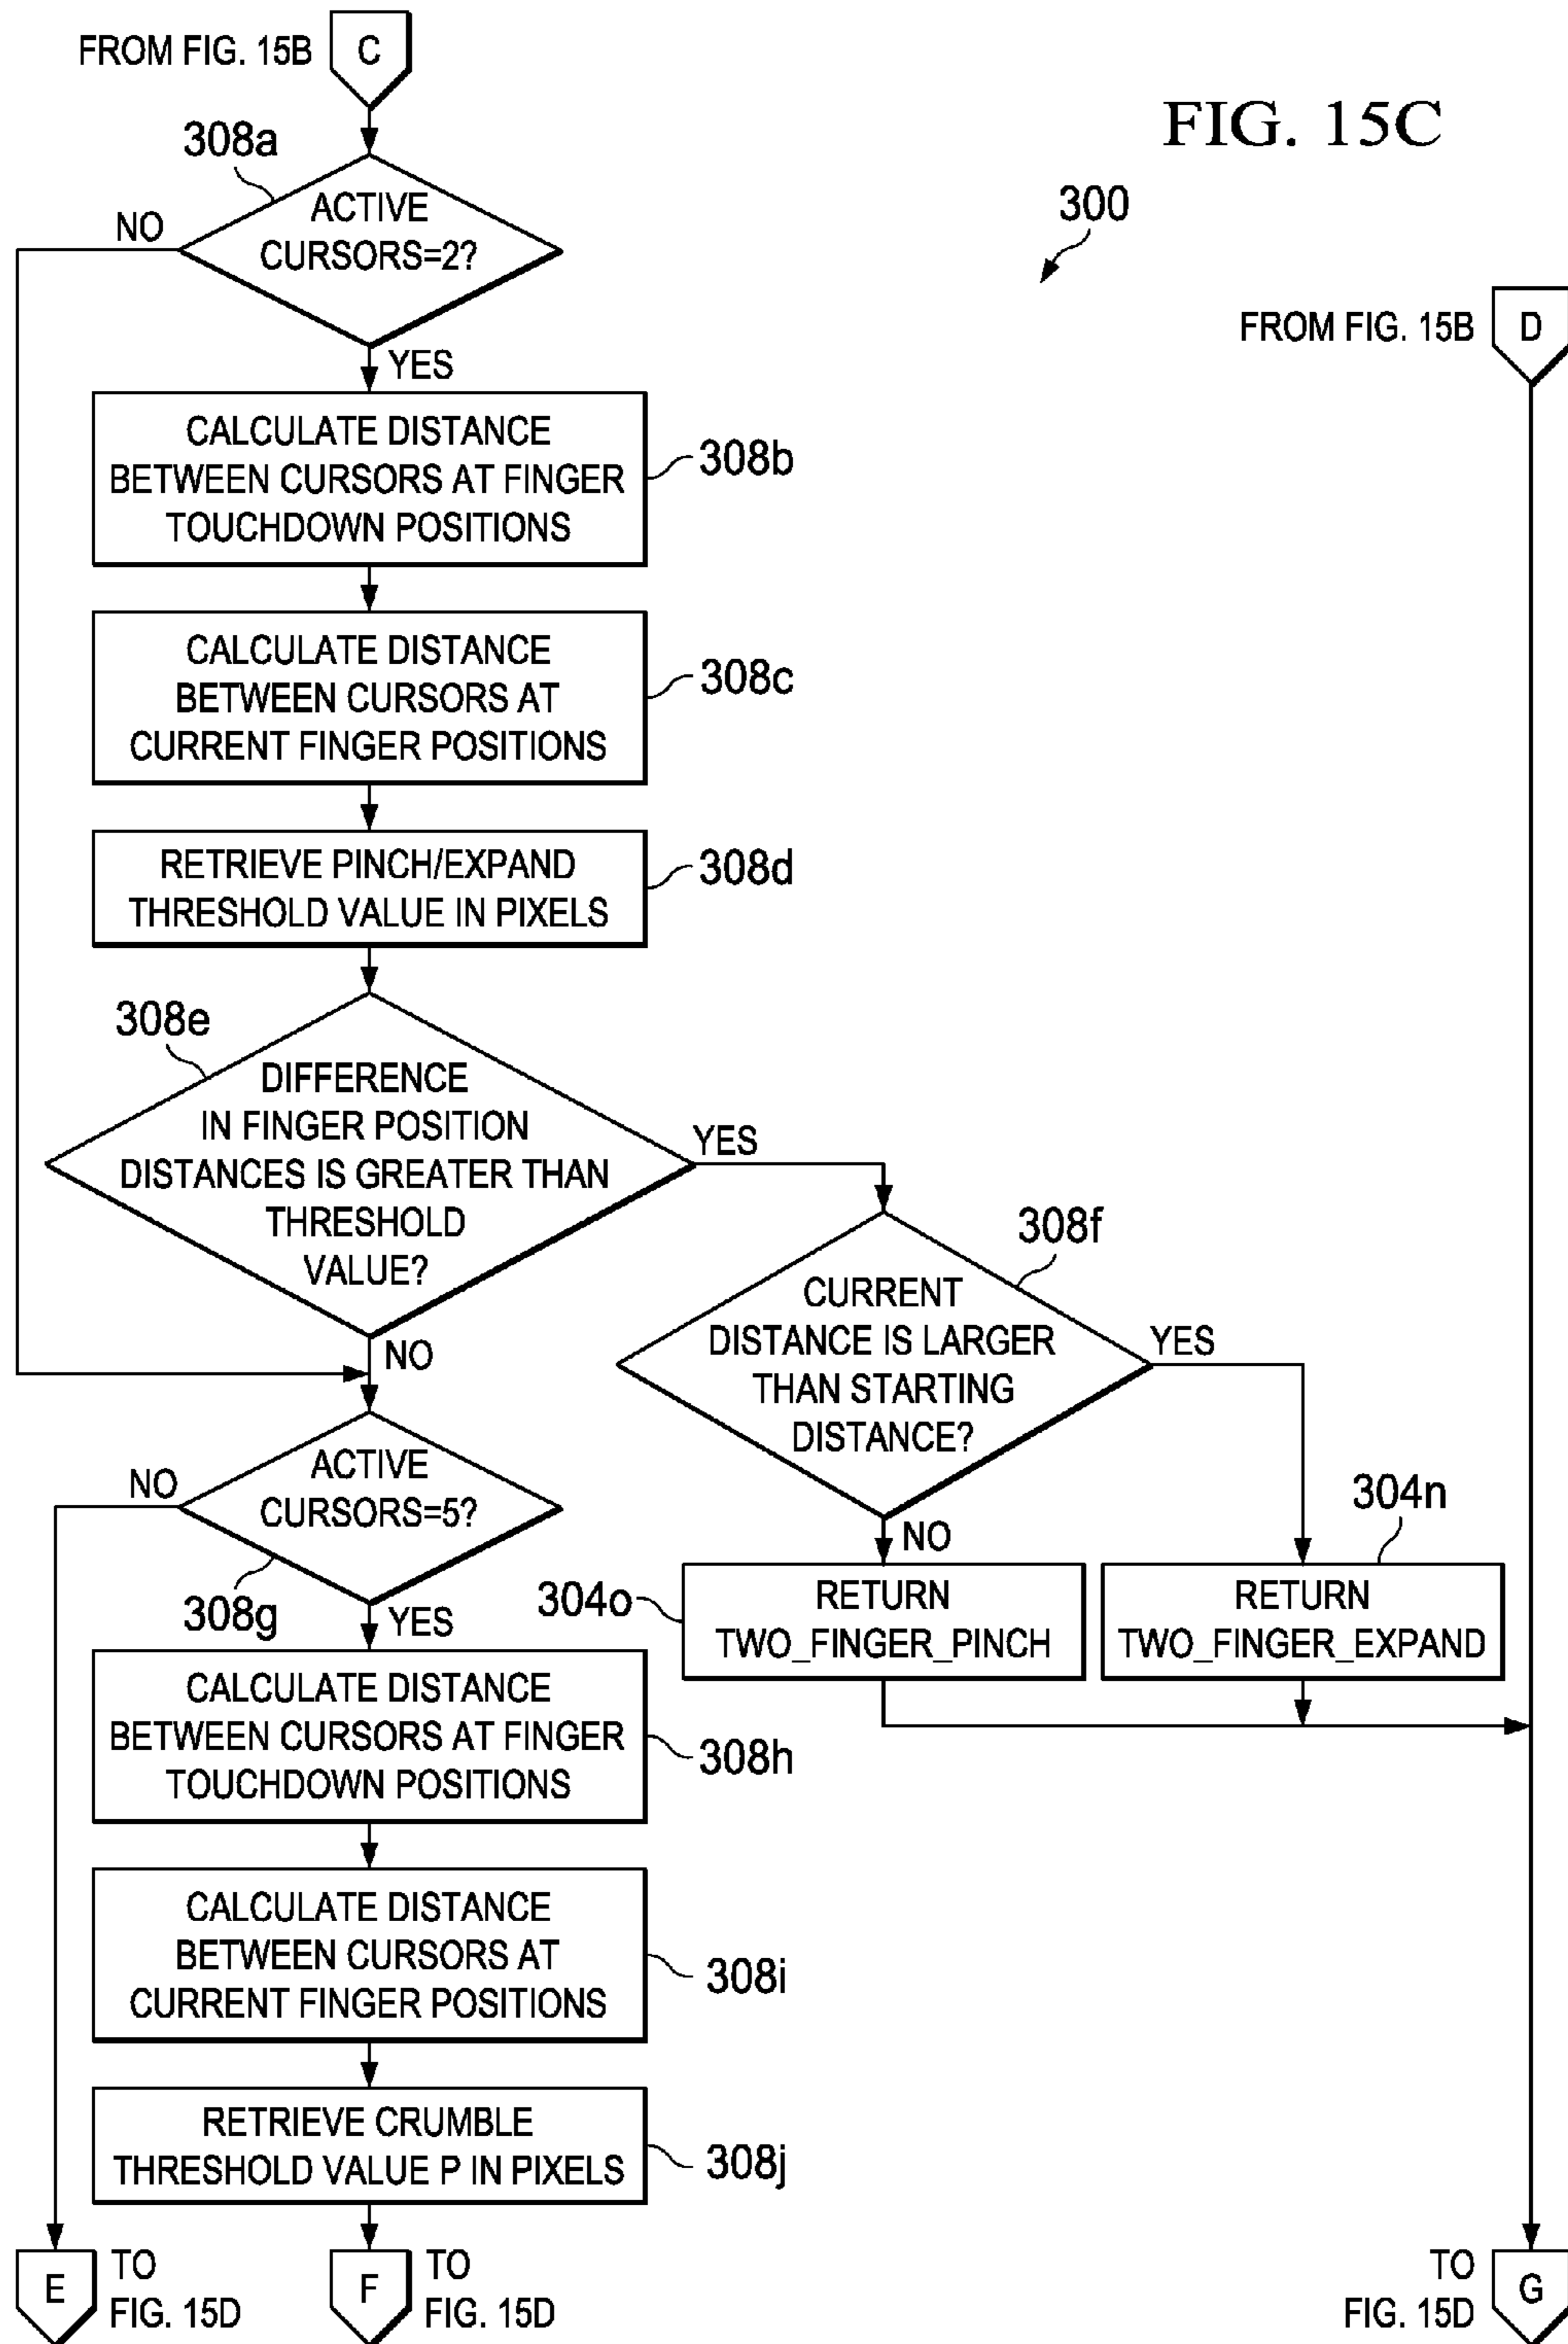 FROM FIG. 15B
C
FIG. 15C
300
308a
ACTIVE
CURSORS=2?
NO
YES
FROM FIG. 15B
D
CALCULATE DISTANCE
BETWEEN CURSORS AT FINGER
TOUCHDOWN POSITIONS
308b
CALCULATE DISTANCE
BETWEEN CURSORS AT
CURRENT FINGER POSITIONS
308c
RETRIEVE PINCH/EXPAND
THRESHOLD VALUE IN PIXELS
308d
308e
DIFFERENCE
IN FINGER POSITION
DISTANCES IS GREATER THAN
THRESHOLD
VALUE?
YES
NO
308f
CURRENT
DISTANCE IS LARGER
THAN STARTING
DISTANCE?
YES
NO
ACTIVE
CURSORS=5?
NO
308g
YES
304o
RETURN
TWO_FINGER_PINCH
304n
RETURN
TWO_FINGER_EXPAND
CALCULATE DISTANCE
BETWEEN CURSORS AT FINGER
TOUCHDOWN POSITIONS
308h
CALCULATE DISTANCE
BETWEEN CURSORS AT
CURRENT FINGER POSITIONS
308i
RETRIEVE CRUMBLE
THRESHOLD VALUE P IN PIXELS
308j
E
TO
FIG. 15D
F
TO
FIG. 15D
TO
FIG. 15D
G